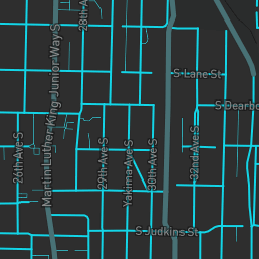 28th Ave S
Martin Luther King Junior Way S
S Lane St
S Dearbo
26th Ave S
29th Ave S
Yakima Ave S
30th Ave S
32nd Ave S
S Judkins St